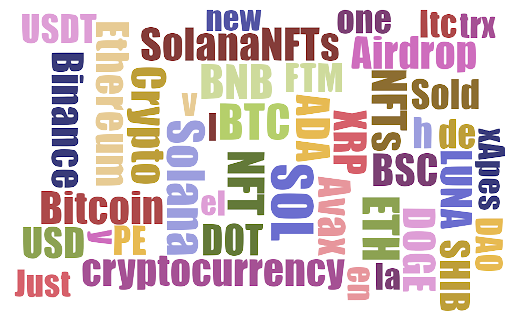 USDT
new
one
ltc
trx
SolanaNFTs
Airdrop
Ethereum
Binance
Crypto
BNB
FTM
NFTS
Sold
v
l
BTC
ADA
XRP
h
de
xApes
Solana
NFT
SOL
BSC
LUNA
Avax
Bitcoin
el
ETH
DOGE
DAO
USD
y
PE
DOT
SHIB
Just
cryptocurrency
en
la